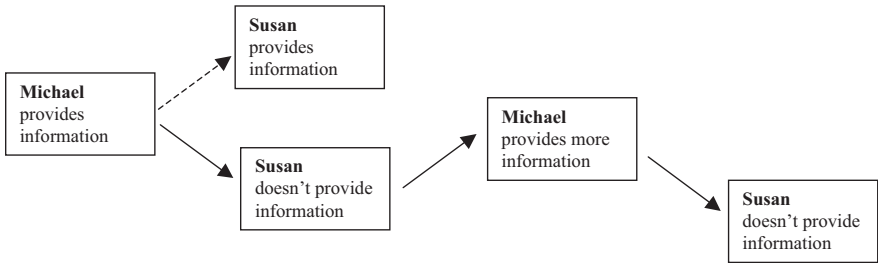 Susan
provides
information
Michael
provides
information
Susan
doesn't provide
information
Michael
provides more
information
Susan
doesn't provide
information